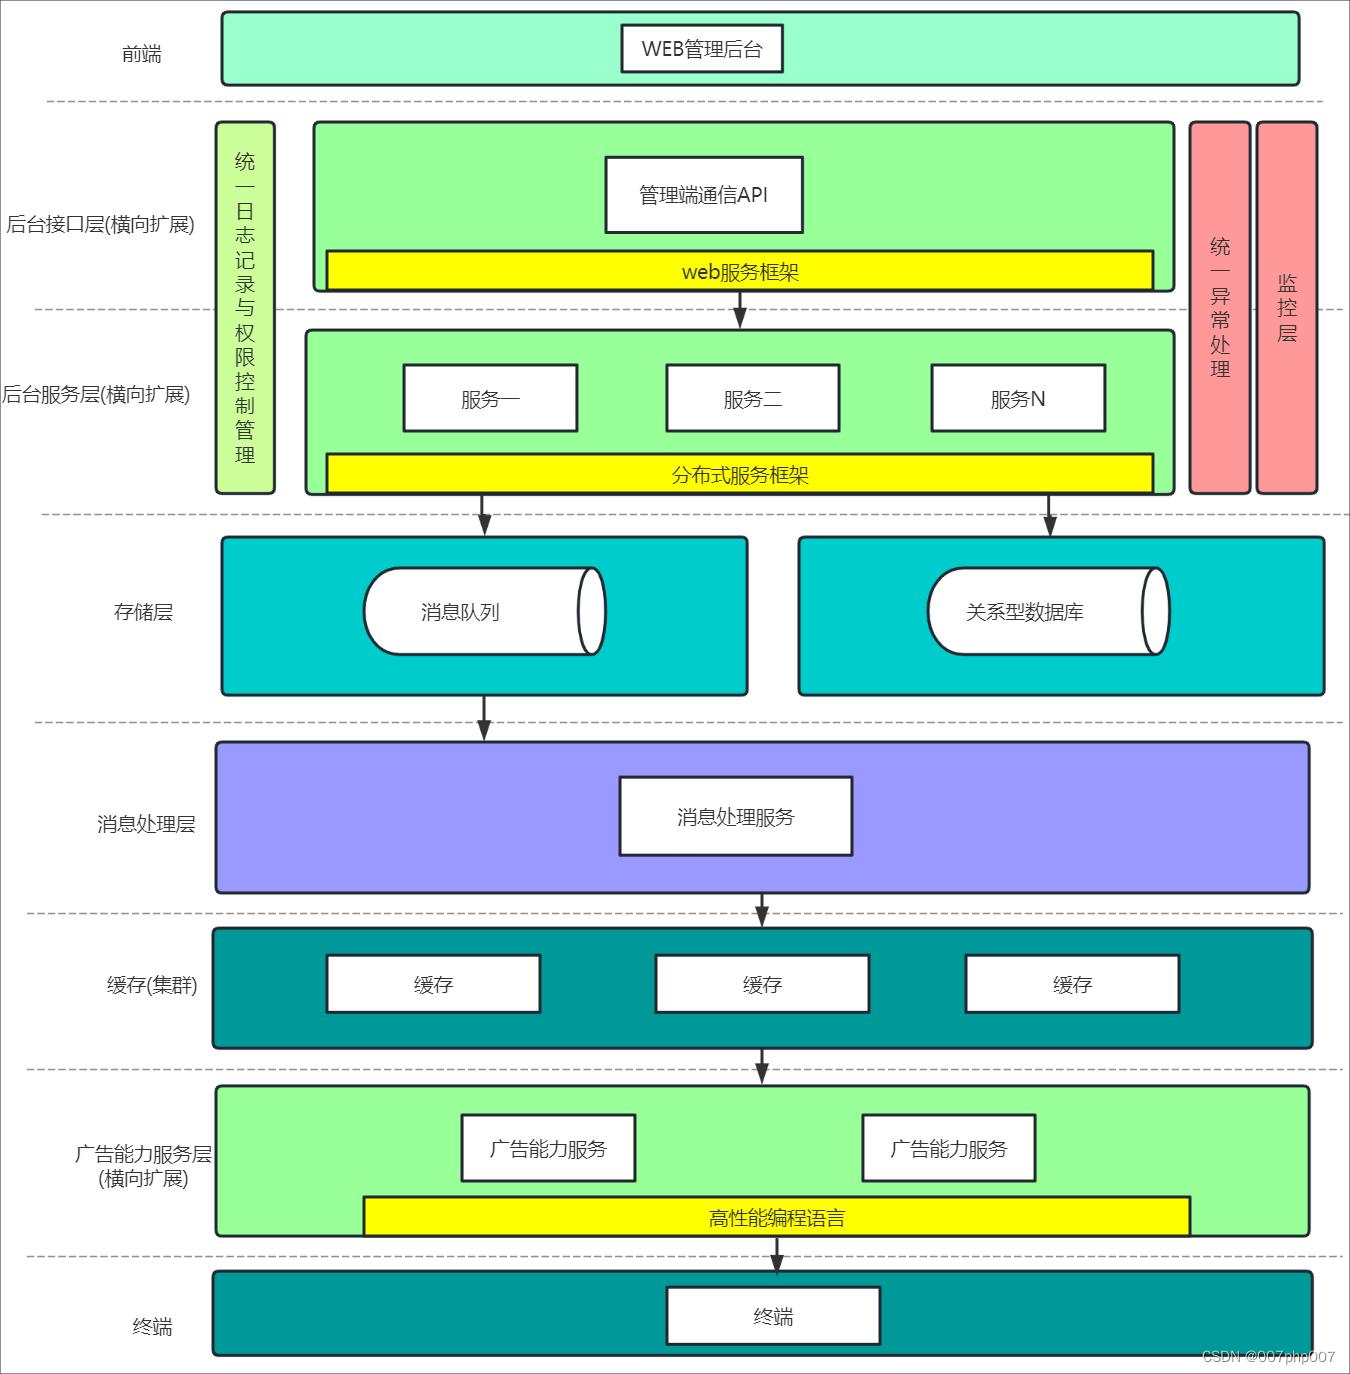 前端
WEB管理后台
后台接口层(横向扩展)
统一日志记录与权限控制管理
管理端通信API
web服务框架
统一异常处理
监控层
后台服务层(横向扩展)
服务一
服务二
服务N
分布式服务框架
存储层
消息队列
关系型数据库
消息处理层
消息处理服务
缓存(集群)
缓存
缓存
缓存
广告能力服务层
(横向扩展)
广告能力服务
广告能力服务
高性能编程语言
终端
终端
CSDN @007php007